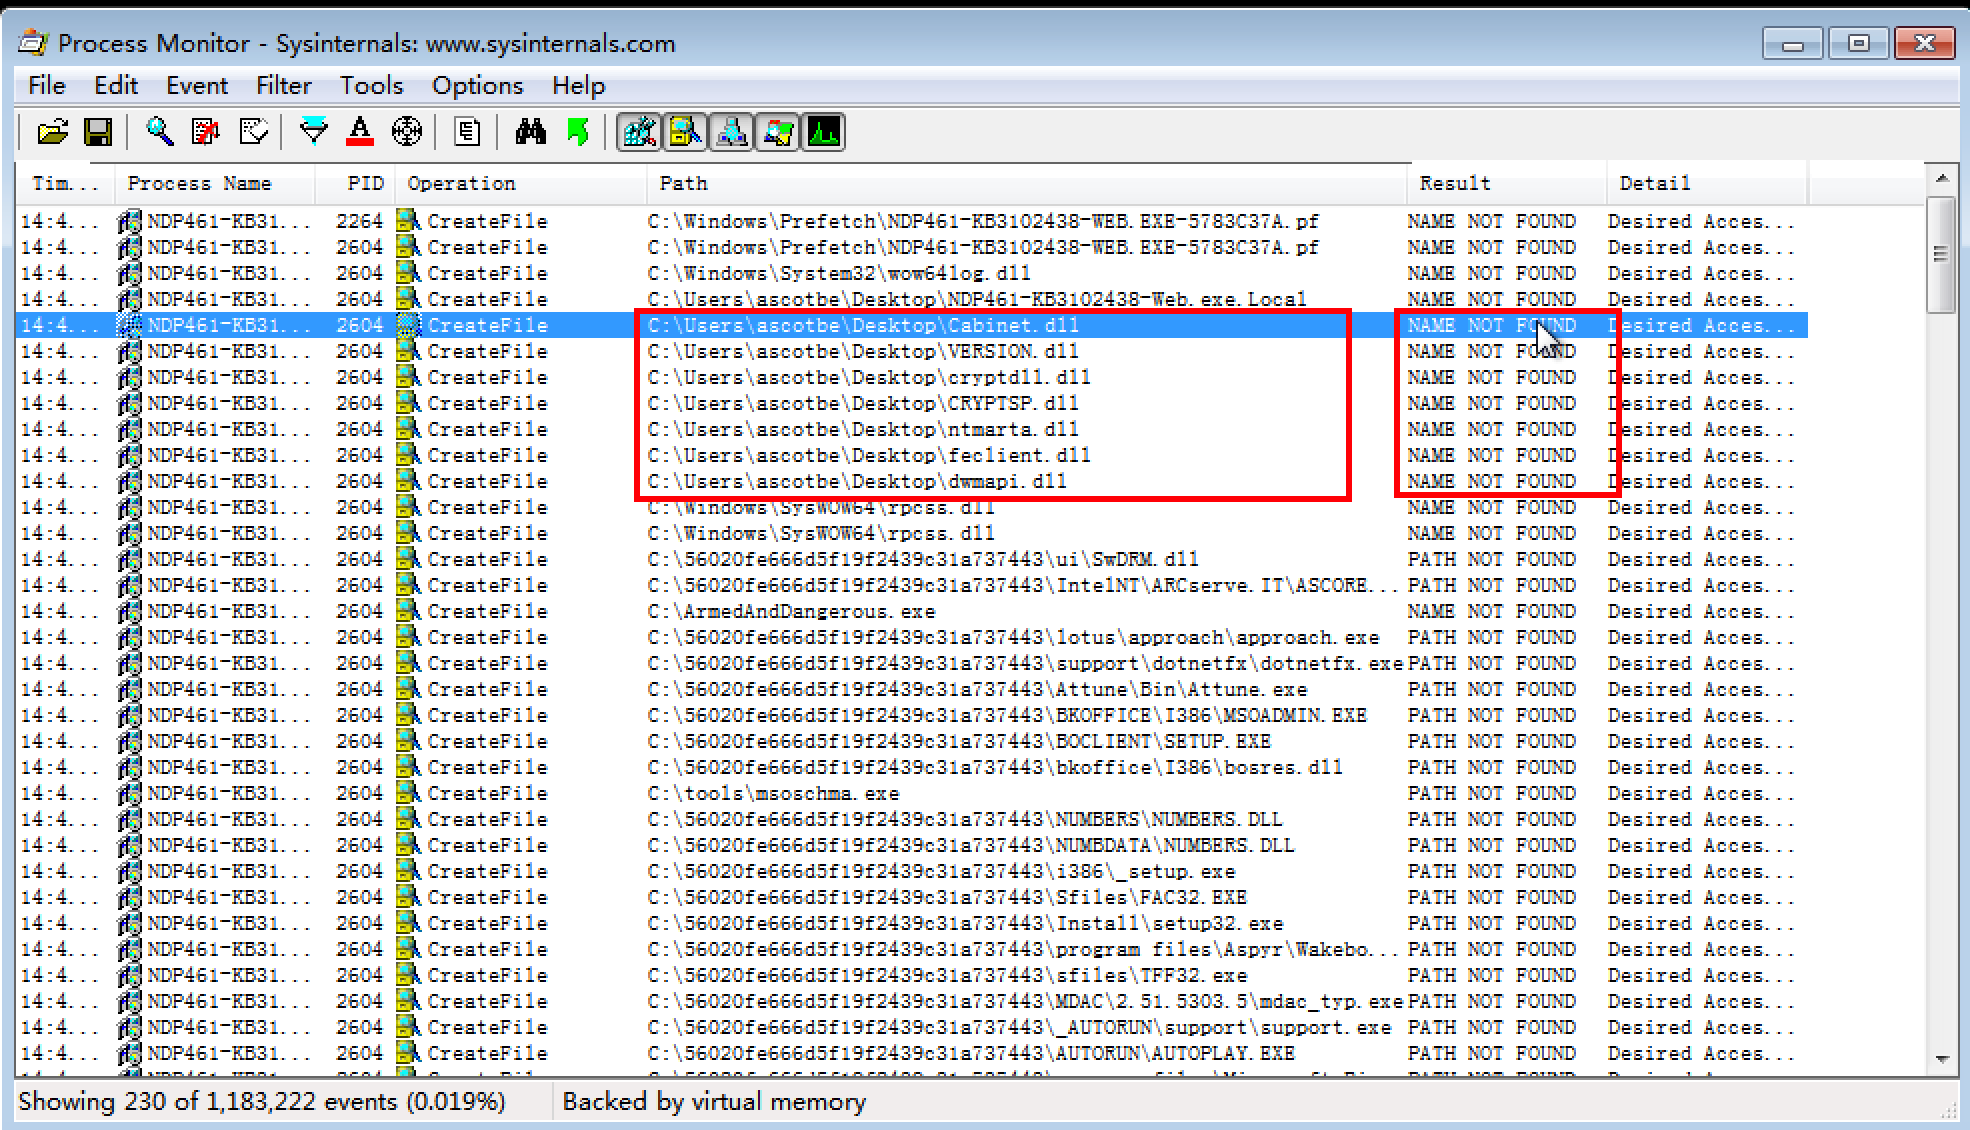 Process Monitor - Sysinternals: www.sysinternals.com
File Edit Event Filter Tools Options Help
Tim... Process Name PID Operation Path Result Detail
14:4... NDP461-KB31... 2264 CreateFile C:\Windows\Prefetch\NDP461-KB3102438-WEB.EXE-5783C37A.pf NAME NOT FOUND Desired Acces...
14:4... NDP461-KB31... 2604 CreateFile C:\Windows\Prefetch\NDP461-KB3102438-WEB.EXE-5783C37A.pf NAME NOT FOUND Desired Acces...
14:4... NDP461-KB31... 2604 CreateFile C:\Windows\System32\wow64log.dll NAME NOT FOUND Desired Acces...
14:4... NDP461-KB31... 2604 CreateFile C:\Users\ascotbe\Desktop\NDP461-KB3102438-Web.exe.Local NAME NOT FOUND Desired Acces...
14:4... NDP461-KB31... 2604 CreateFile C:\Users\ascotbe\Desktop\Cabinet.dll NAME NOT FOUND Desired Acces...
14:4... NDP461-KB31... 2604 CreateFile C:\Users\ascotbe\Desktop\VERSION.dll NAME NOT FOUND Desired Acces...
14:4... NDP461-KB31... 2604 CreateFile C:\Users\ascotbe\Desktop\cryptdll.dll NAME NOT FOUND Desired Acces...
14:4... NDP461-KB31... 2604 CreateFile C:\Users\ascotbe\Desktop\CRYPTSP.dll NAME NOT FOUND Desired Acces...
14:4... NDP461-KB31... 2604 CreateFile C:\Users\ascotbe\Desktop\ntmarta.dll NAME NOT FOUND Desired Acces...
14:4... NDP461-KB31... 2604 CreateFile C:\Users\ascotbe\Desktop\feclient.dll NAME NOT FOUND Desired Acces...
14:4... NDP461-KB31... 2604 CreateFile C:\Users\ascotbe\Desktop\dwmapi.dll NAME NOT FOUND Desired Acces...
14:4... NDP461-KB31... 2604 CreateFile C:\Windows\SysWOW64\rpcss.dll NAME NOT FOUND Desired Acces...
14:4... NDP461-KB31... 2604 CreateFile C:\Windows\SysWOW64\rpcss.dll NAME NOT FOUND Desired Acces...
14:4... NDP461-KB31... 2604 CreateFile C:\56020fe666d5f19f2439c31a737443\ui\SwDRM.dll PATH NOT FOUND Desired Acces...
14:4... NDP461-KB31... 2604 CreateFile C:\56020fe666d5f19f2439c31a737443\IntelNT\ARCserve.IT\ASCORE... PATH NOT FOUND Desired Acces...
14:4... NDP461-KB31... 2604 CreateFile C:\ArmedAndDangerous.exe NAME NOT FOUND Desired Acces...
14:4... NDP461-KB31... 2604 CreateFile C:\56020fe666d5f19f2439c31a737443\lotus\approach\approach.exe PATH NOT FOUND Desired Acces...
14:4... NDP461-KB31... 2604 CreateFile C:\56020fe666d5f19f2439c31a737443\support\dotnetfx\dotnetfx.exe PATH NOT FOUND Desired Acces...
14:4... NDP461-KB31... 2604 CreateFile C:\56020fe666d5f19f2439c31a737443\Attune\Bin\Attune.exe PATH NOT FOUND Desired Acces...
14:4... NDP461-KB31... 2604 CreateFile C:\56020fe666d5f19f2439c31a737443\BKOFFICE\I386\MSOADMIN.EXE PATH NOT FOUND Desired Acces...
14:4... NDP461-KB31... 2604 CreateFile C:\56020fe666d5f19f2439c31a737443\BOCLIENT\SETUP.EXE PATH NOT FOUND Desired Acces...
14:4... NDP461-KB31... 2604 CreateFile C:\56020fe666d5f19f2439c31a737443\bkoffice\I386\bosres.dll PATH NOT FOUND Desired Acces...
14:4... NDP461-KB31... 2604 CreateFile C:\tools\msoschma.exe PATH NOT FOUND Desired Acces...
14:4... NDP461-KB31... 2604 CreateFile C:\56020fe666d5f19f2439c31a737443\NUMBERS\NUMBERS.DLL PATH NOT FOUND Desired Acces...
14:4... NDP461-KB31... 2604 CreateFile C:\56020fe666d5f19f2439c31a737443\NUMBDATA\NUMBERS.DLL PATH NOT FOUND Desired Acces...
14:4... NDP461-KB31... 2604 CreateFile C:\56020fe666d5f19f2439c31a737443\i386\_setup.exe PATH NOT FOUND Desired Acces...
14:4... NDP461-KB31... 2604 CreateFile C:\56020fe666d5f19f2439c31a737443\Sfiles\FAC32.EXE PATH NOT FOUND Desired Acces...
14:4... NDP461-KB31... 2604 CreateFile C:\56020fe666d5f19f2439c31a737443\Install\setup32.exe PATH NOT FOUND Desired Acces...
14:4... NDP461-KB31... 2604 CreateFile C:\56020fe666d5f19f2439c31a737443\program files\Aspyr\Wakebo... PATH NOT FOUND Desired Acces...
14:4... NDP461-KB31... 2604 CreateFile C:\56020fe666d5f19f2439c31a737443\sfiles\TFF32.exe PATH NOT FOUND Desired Acces...
14:4... NDP461-KB31... 2604 CreateFile C:\56020fe666d5f19f2439c31a737443\MDAC\2.51.5303.5\mdac_typ.exe PATH NOT FOUND Desired Acces...
14:4... NDP461-KB31... 2604 CreateFile C:\56020fe666d5f19f2439c31a737443\_AUTORUN\support\support.exe PATH NOT FOUND Desired Acces...
14:4... NDP461-KB31... 2604 CreateFile C:\56020fe666d5f19f2439c31a737443\AUTORUN\AUTOPLAY.EXE PATH NOT FOUND Desired Acces...
Showing 230 of 1,183,222 events (0.019%) Backed by virtual memory